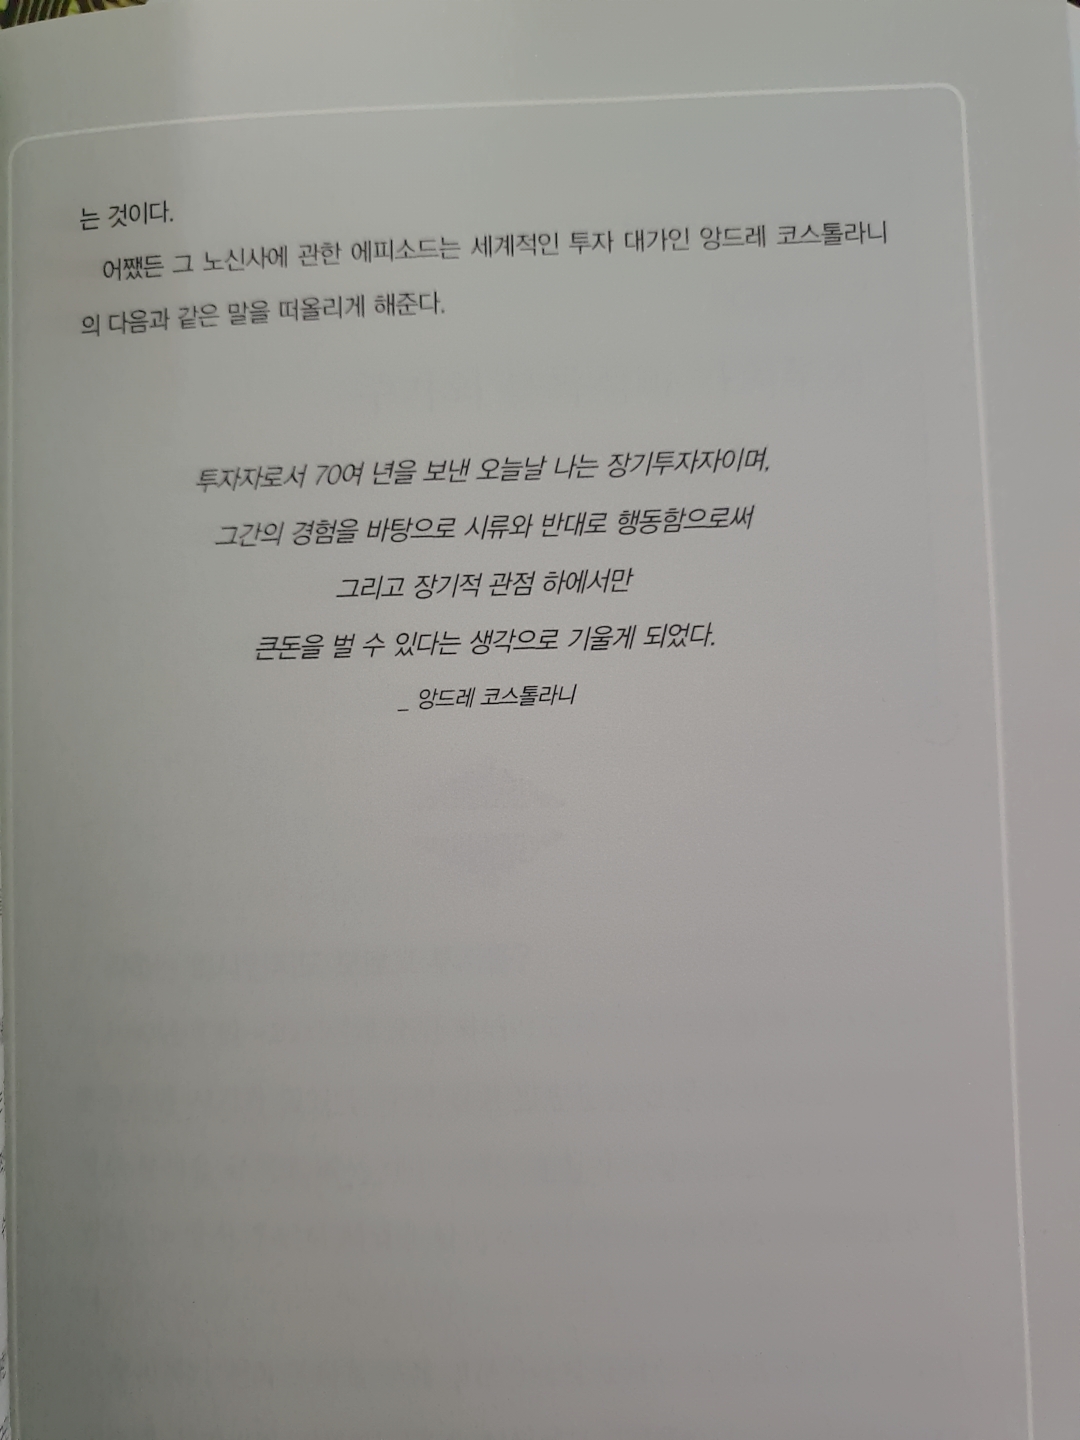 는 것이다.
어쨌든 그 노신사에 관한 에피소드는 세계적인 투자 대가인 앙드레 코스톨라니
의 다음과 같은 말을 떠올리게 해준다.
투자자로서 70여 년을 보낸 오늘날 나는 장기투자자이며,
그간의 경험을 바탕으로 시류와 반대로 행동함으로써
그리고 장기적 관점 하에서만
큰돈을 벌 수 있다는 생각으로 기울게 되었다.
_ 앙드레 코스톨라니